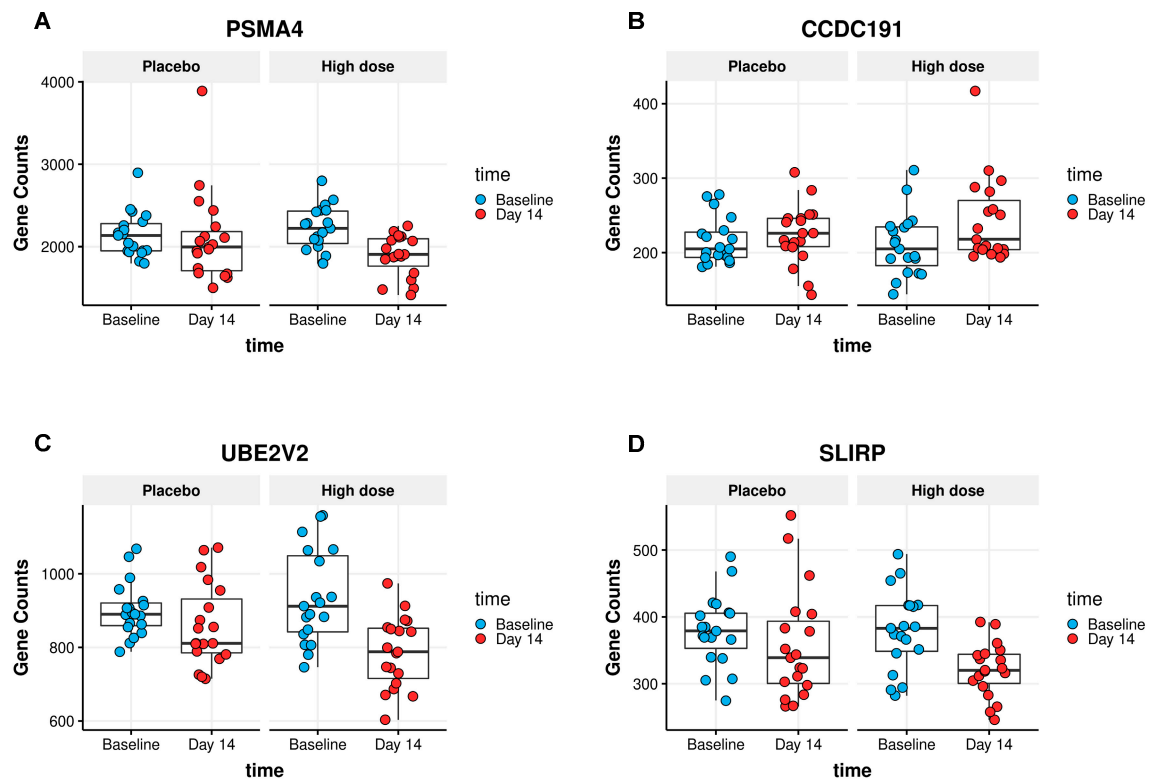 A
PSMA4
Placebo
High dose
4000
3000
2000
Gene Counts
Baseline
Day 14
Baseline
Day 14
time
time
Baseline
Day 14
B
CCDC191
Placebo
High dose
400
300
200
Gene Counts
Baseline
Day 14
Baseline
Day 14
time
time
Baseline
Day 14
C
UBE2V2
Placebo
High dose
1000
800
600
Gene Counts
Baseline
Day 14
Baseline
Day 14
time
time
Baseline
Day 14
D
SLIRP
Placebo
High dose
500
400
300
Gene Counts
Baseline
Day 14
Baseline
Day 14
time
time
Baseline
Day 14